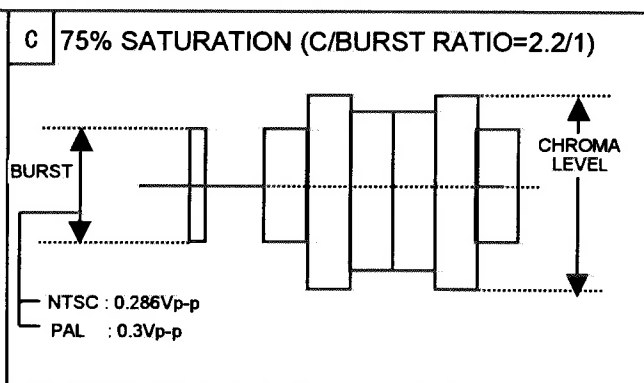 C 75% SATURATION (C/BURST RATIO=2.2/1)
CHROMA
LEVEL
BURST
NTSC : 0.286Vp-p
PAL : 0.3Vp-p